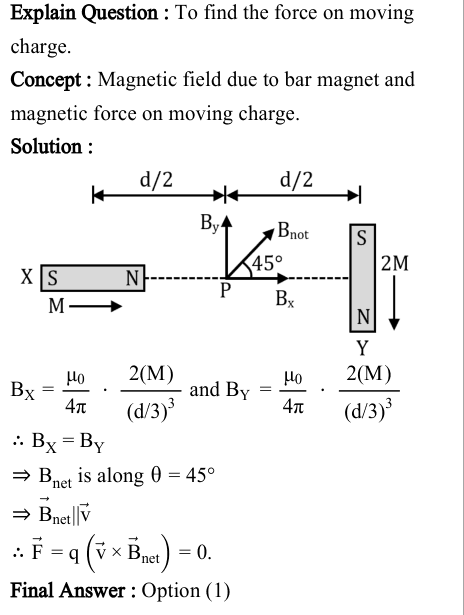 Explain Question : To find the force on moving
charge.
Concept : Magnetic field due to bar magnet and
magnetic force on moving charge.
Solution :
d/2 d/2
By Bnot S
45° 2M
X S N P Bx
M N
Y
BX = μ0/4π · 2(M)/(d/3)³ and BY = μ0/4π · 2(M)/(d/3)³
∴ BX = BY
⇒ Bnet is along θ = 45°
⇒ B⃗net||v⃗
∴ F⃗ = q (v⃗ × B⃗net) = 0.
Final Answer : Option (1)